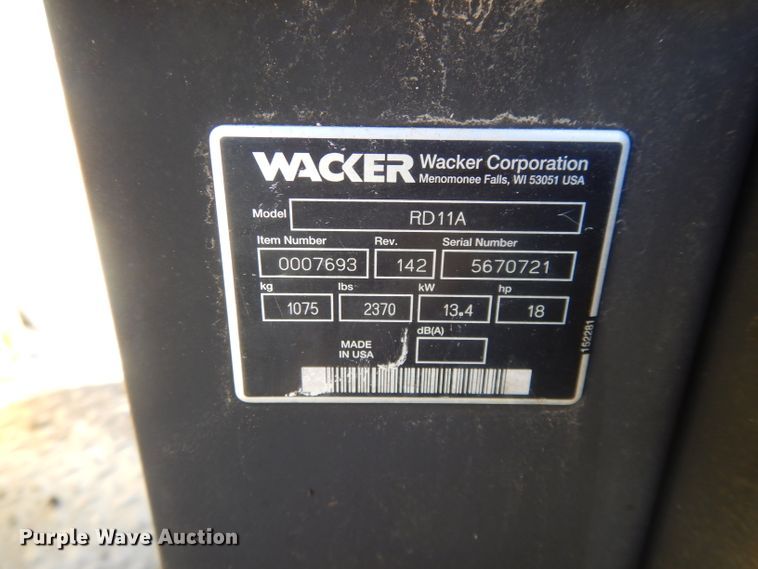 WACKER Wacker Corporation
Menomonee Falls, WI 53051 USA
Model RD11A
Item Number Rev. Serial Number
0007693 142 5670721
kg lbs kW hp
1075 2370 13.4 18
dB(A)
MADE
IN USA
152281
Purple Wave Auction